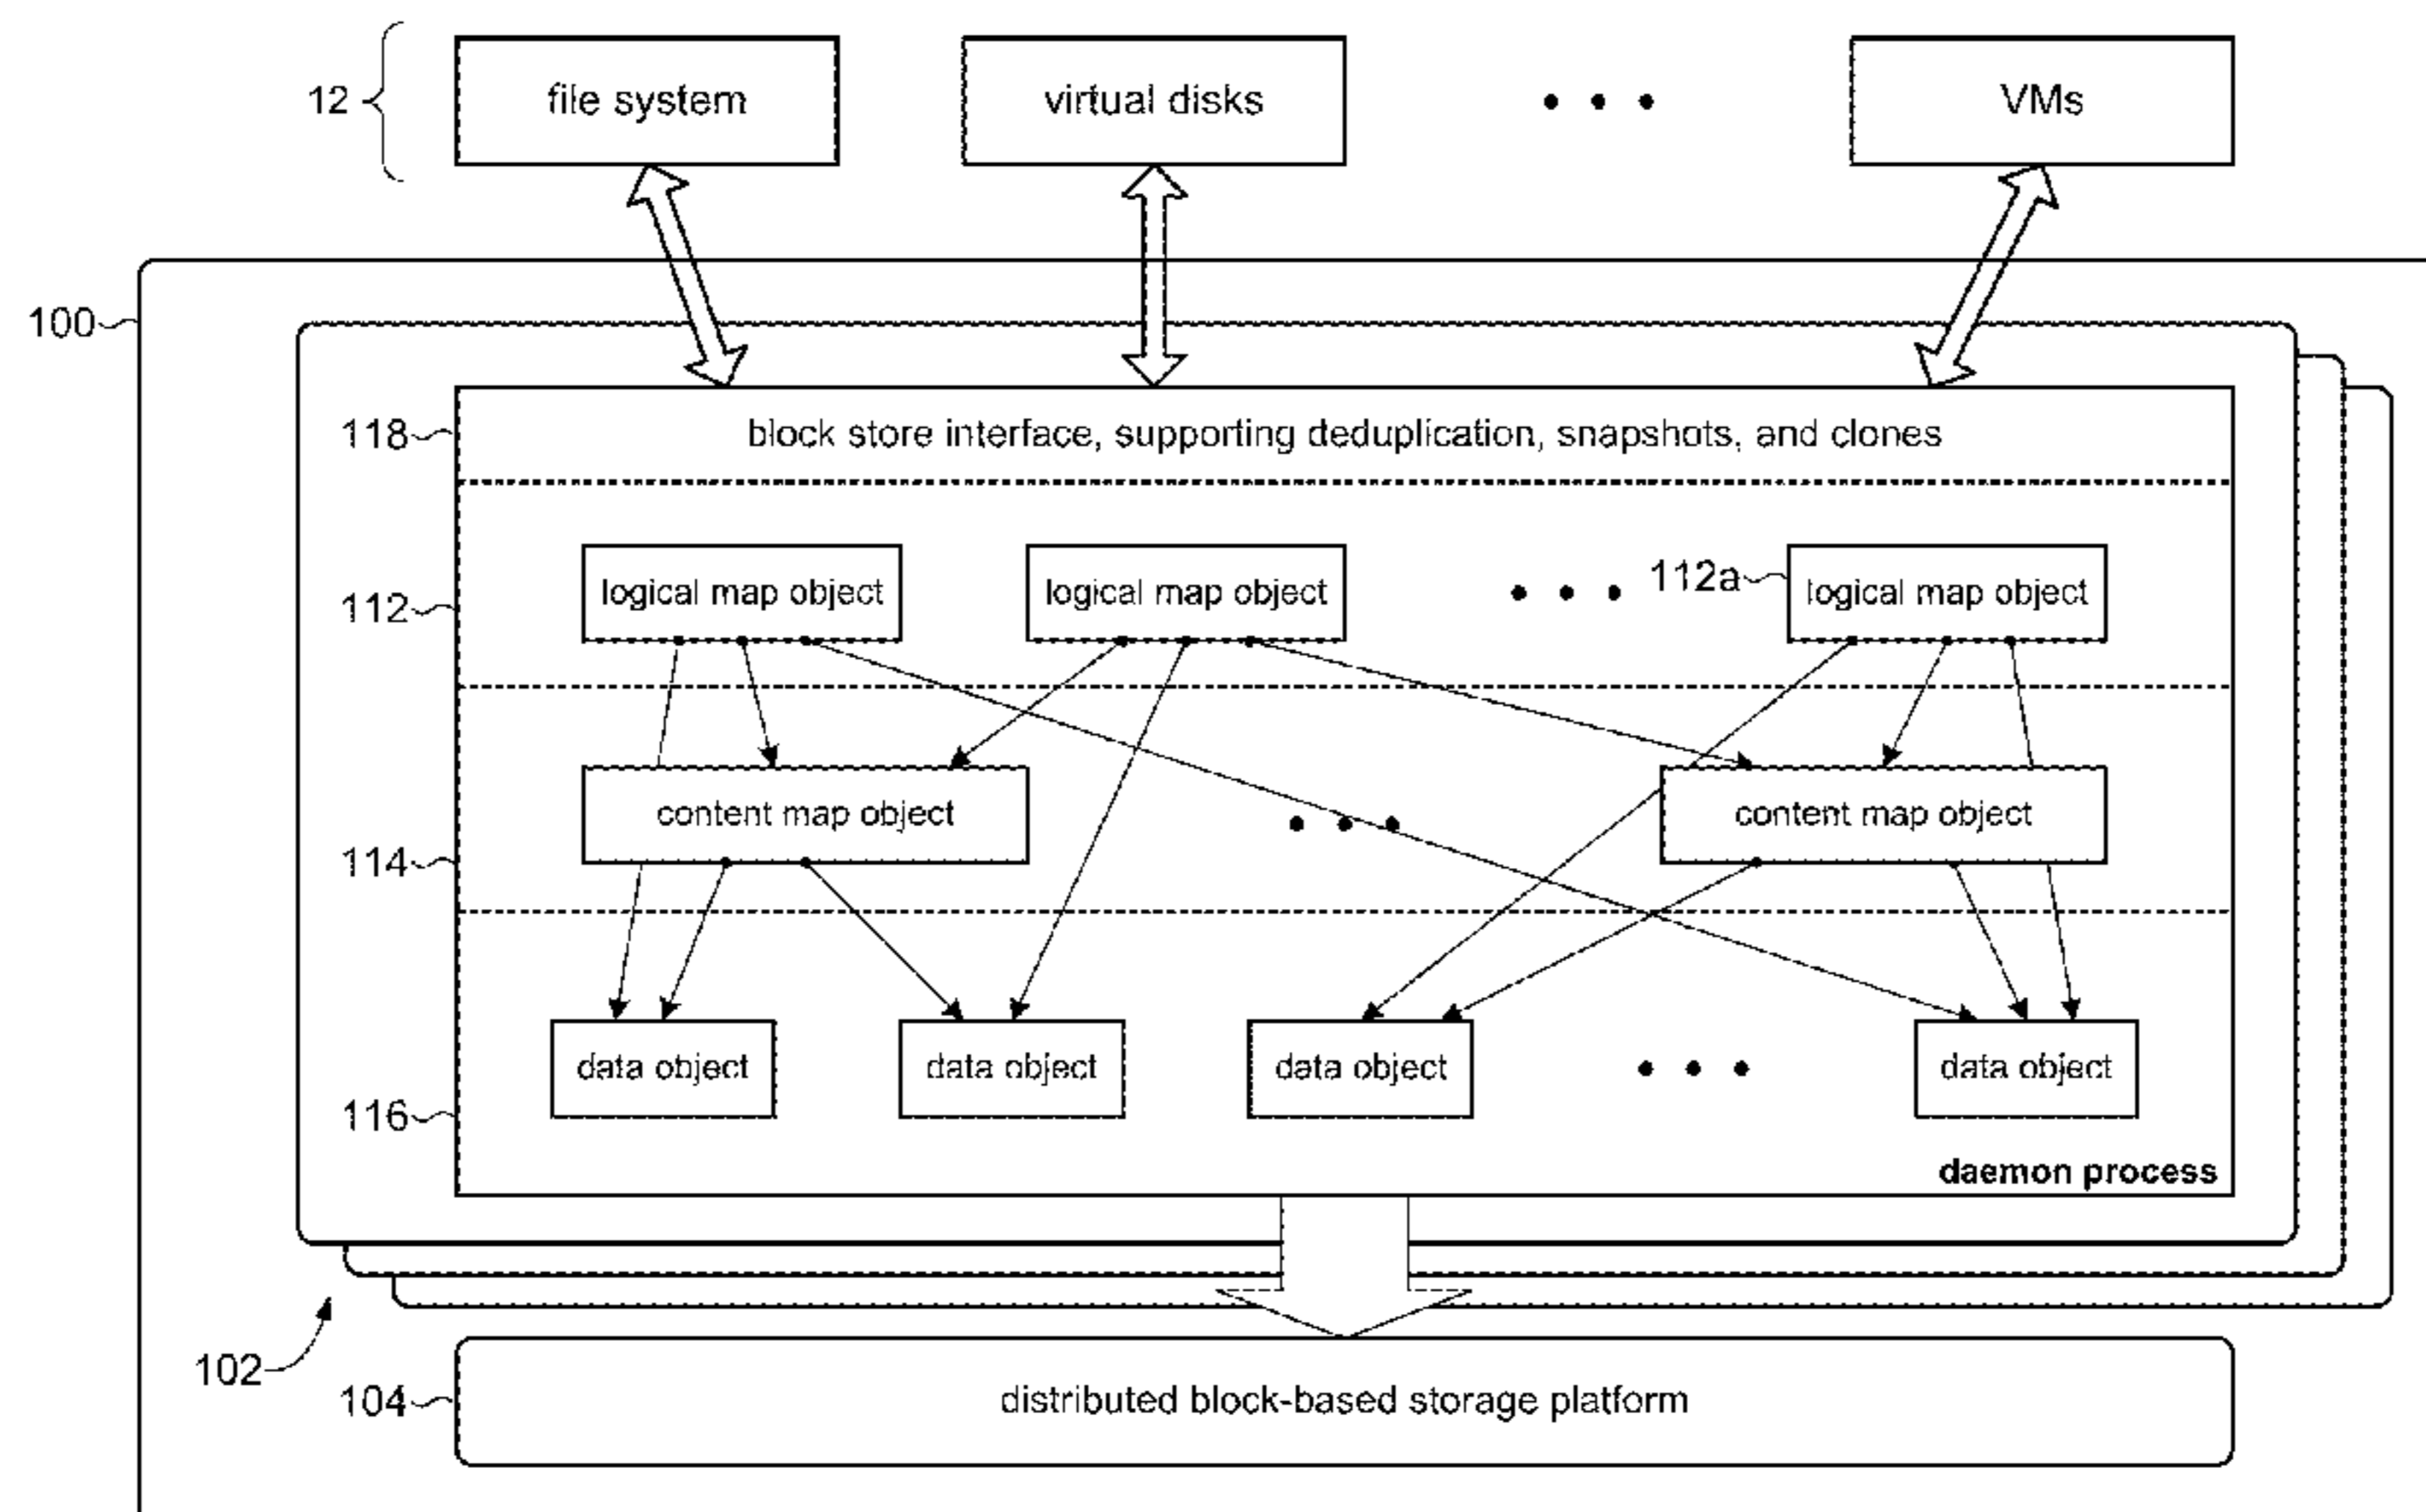 12
file system
virtual disks
VMs
100
118
block store interface, supporting deduplication, snapshots, and clones
112
logical map object
logical map object
112a
logical map object
114
content map object
content map object
116
data object
data object
data object
data object
daemon process
102
104
distributed block-based storage platform